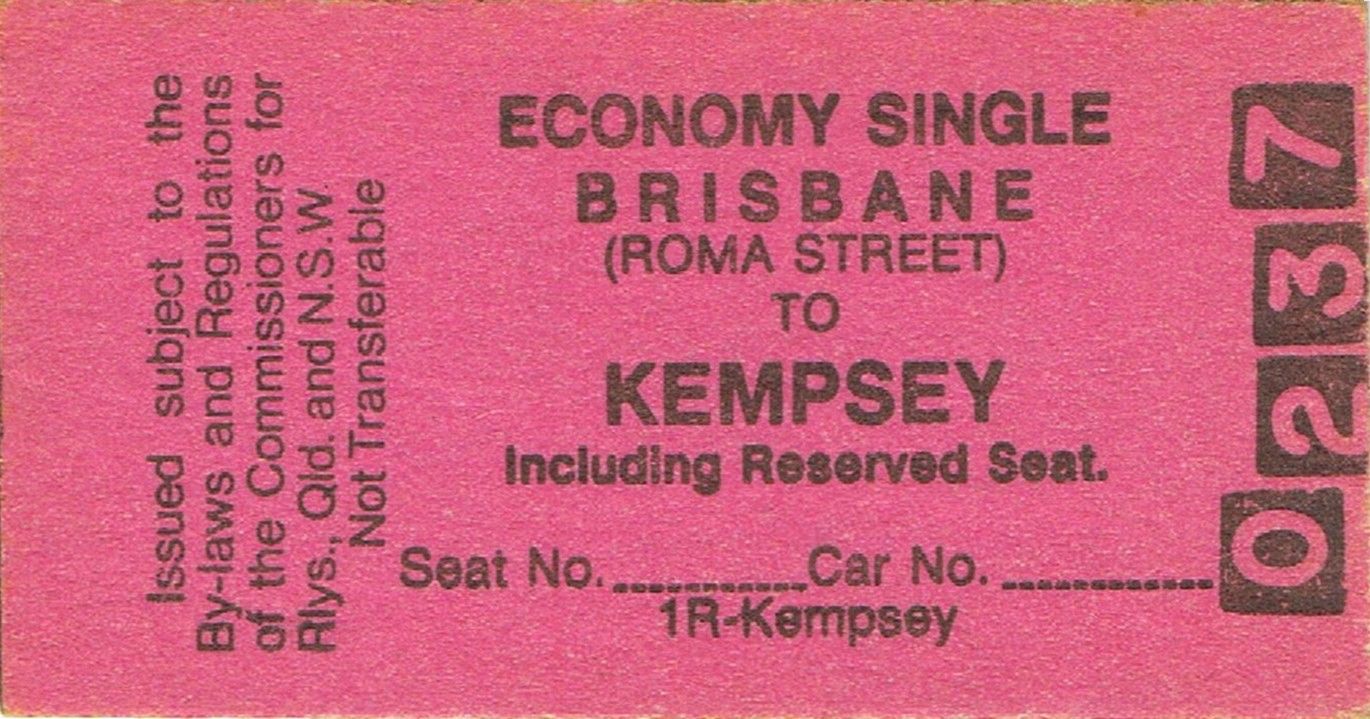 Issued subject to the
By-laws and Regulations
of the Commissioners for
Rlys., Qld. and N.S.W.
Not Transferable
ECONOMY SINGLE
BRISBANE
(ROMA STREET)
TO
KEMPSEY
Including Reserved Seat.
Seat No. ............ Car No. ............
1R-Kempsey
0237